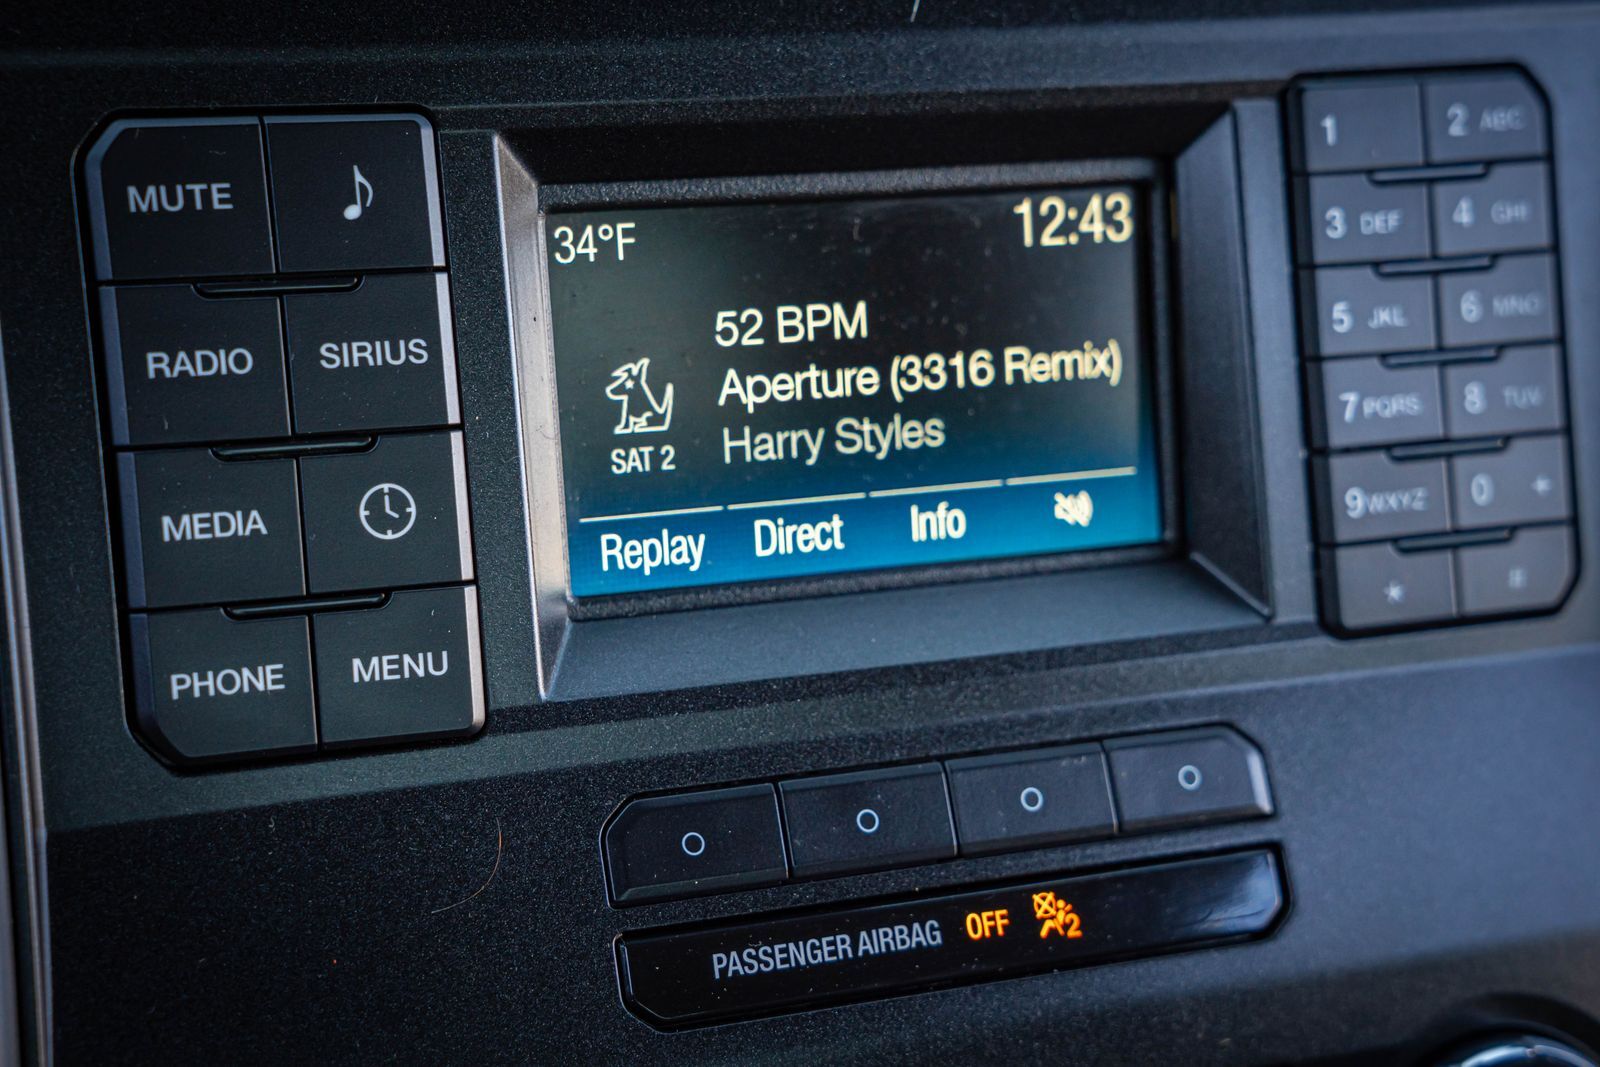 MUTE
RADIO
SIRIUS
MEDIA
PHONE
MENU
34°F
12:43
52 BPM
Aperture (3316 Remix)
Harry Styles
SAT 2
Replay
Direct
Info
1
2 ABC
3 DEF
4 GHI
5 JKL
6 MNO
7 PQRS
8 TUV
9 WXYZ
0 *
*
#
PASSENGER AIRBAG OFF 2